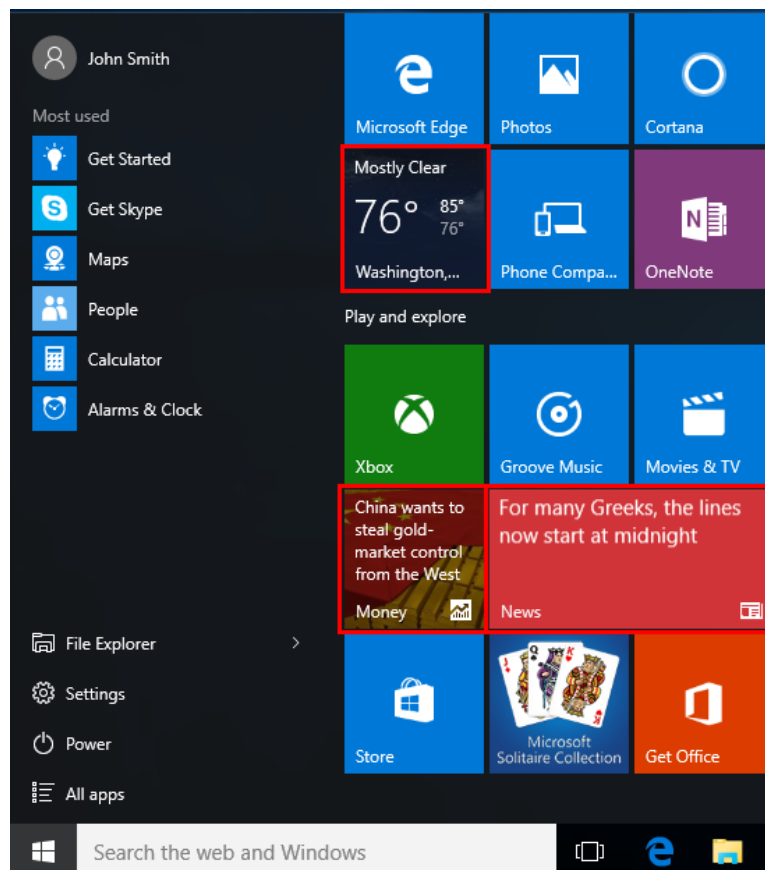 John Smith
Most used
Get Started
Get Skype
Maps
People
Calculator
Alarms & Clock
File Explorer
Settings
Power
All apps
Microsoft Edge
Photos
Cortana
Mostly Clear
76° 85°
76°
Washington,...
Phone Compa...
OneNote
Play and explore
Xbox
Groove Music
Movies & TV
China wants to
steal gold-
market control
from the West
Money
For many Greeks, the lines
now start at midnight
News
Store
Microsoft
Solitaire Collection
Get Office
Search the web and Windows